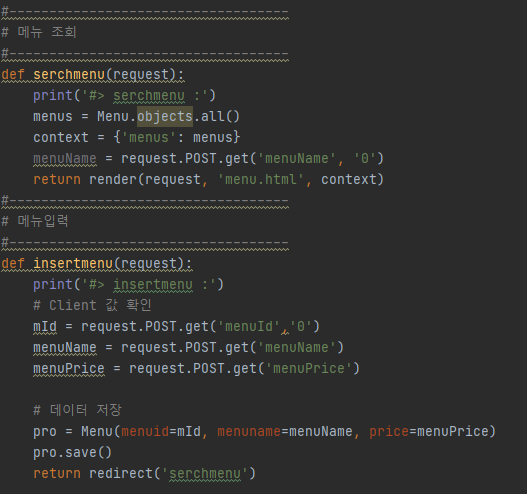 #-----------------------------------
# 메뉴 조회
#-----------------------------------
def serchmenu(request):
    print('#> serchmenu :')
    menus = Menu.objects.all()
    context = {'menus': menus}
    menuName = request.POST.get('menuName', '0')
    return render(request, 'menu.html', context)
#-----------------------------------
# 메뉴입력
#-----------------------------------
def insertmenu(request):
    print('#> insertmenu :')
    # Client 값 확인
    mId = request.POST.get('menuId','0')
    menuName = request.POST.get('menuName')
    menuPrice = request.POST.get('menuPrice')

    # 데이터 저장
    pro = Menu(menuid=mId, menuname=menuName, price=menuPrice)
    pro.save()
    return redirect('serchmenu')